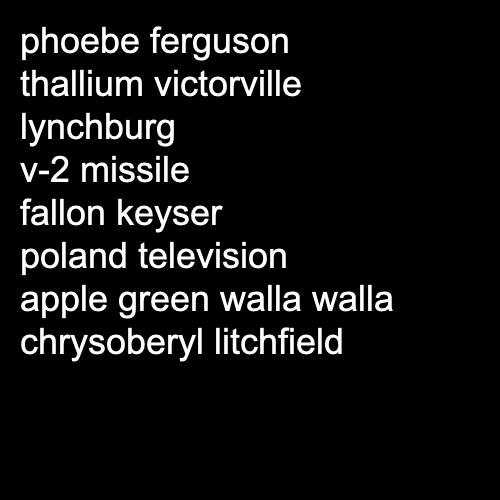 phoebe ferguson
thallium victorville
lynchburg
v-2 missile
fallon keyser
poland television
apple green walla walla
chrysoberyl litchfield